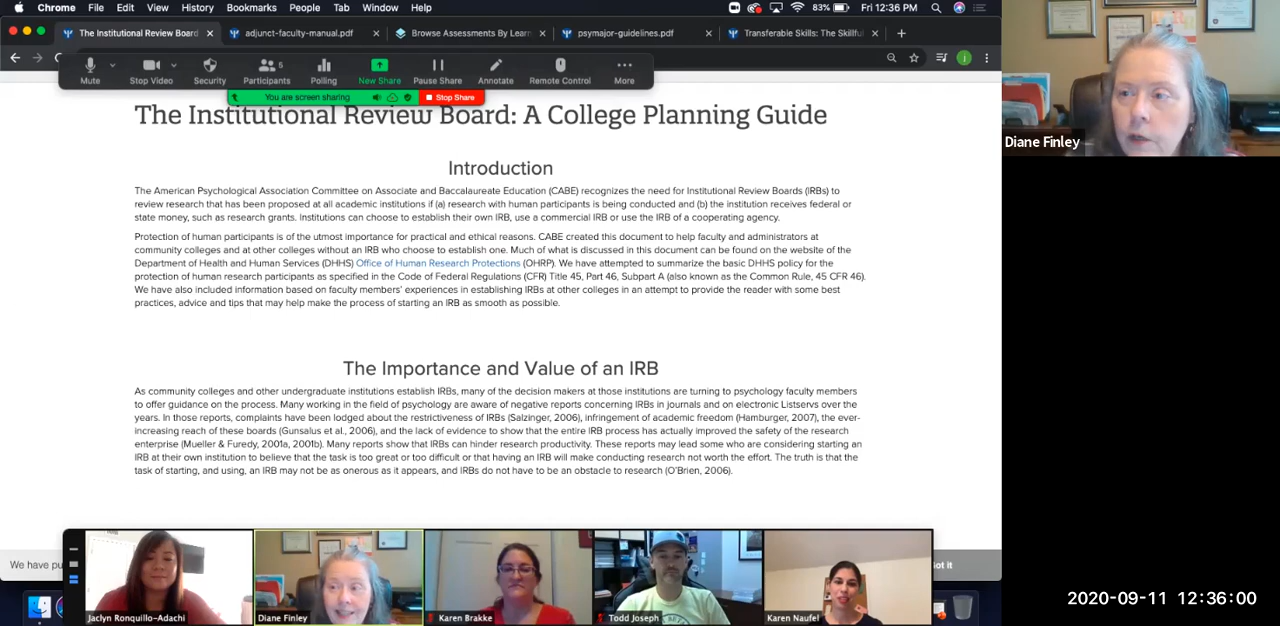 Chrome File Edit View History Bookmarks People Tab Window Help 83% Fri 12:36 PM
The Institutional Review Board: adjunct-faculty-manual.pdf Browse Assessments By Learn psymajor-guidelines.pdf Transferable Skills: The Skillful
Mute Stop Video Security Participants 5 Polling New Share Pause Share Annotate Remote Control More
You are screen sharing Stop Share
The Institutional Review Board: A College Planning Guide
Introduction
The American Psychological Association Committee on Associate and Baccalaureate Education (CABE) recognizes the need for Institutional Review Boards (IRBs) to
review research that has been proposed at all academic institutions if (a) research with human participants is being conducted and (b) the institution receives federal or
state money, such as research grants. Institutions can choose to establish their own IRB, use a commercial IRB or use the IRB of a cooperating agency.
Protection of human participants is of the utmost importance for practical and ethical reasons. CABE created this document to help faculty and administrators at
community colleges and at other colleges without an IRB who choose to establish one. Much of what is discussed in this document can be found on the website of the
Department of Health and Human Services (DHHS) Office of Human Research Protections (OHRP). We have attempted to summarize the basic DHHS policy for the
protection of human research participants as specified in the Code of Federal Regulations (CFR) Title 45, Part 46, Subpart A (also known as the Common Rule, 45 CFR 46).
We have also included information based on faculty members' experiences in establishing IRBs at other colleges in an attempt to provide the reader with some best
practices, advice and tips that may help make the process of starting an IRB as smooth as possible.
The Importance and Value of an IRB
As community colleges and other undergraduate institutions establish IRBs, many of the decision makers at those institutions are turning to psychology faculty members
to offer guidance on the process. Many working in the field of psychology are aware of negative reports concerning IRBs in journals and on electronic Listservs over the
years. In those reports, complaints have been lodged about the restrictiveness of IRBs (Salzinger, 2006), infringement of academic freedom (Hamburger, 2007), the ever-
increasing reach of these boards (Gunsalus et al., 2006), and the lack of evidence to show that the entire IRB process has actually improved the safety of the research
enterprise (Mueller & Furedy, 2001a, 2001b). Many reports show that IRBs can hinder research productivity. These reports may lead some who are considering starting an
IRB at their own institution to believe that the task is too great or too difficult or that having an IRB will make conducting research not worth the effort. The truth is that the
task of starting, and using, an IRB may not be as onerous as it appears, and IRBs do not have to be an obstacle to research (O'Brien, 2006).
We have pu
ot it
Jaclyn Ronquillo-Adachi Diane Finley Karen Brakke Todd Joseph Karen Naufel
Diane Finley
2020-09-11 12:36:00